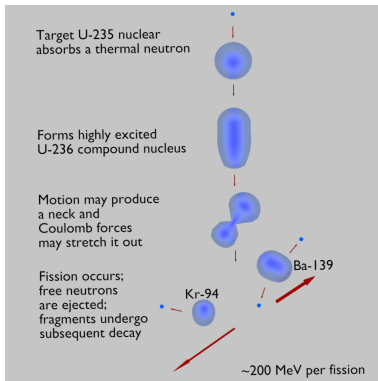 Target U-235 nuclear
absorbs a thermal neutron
Forms highly excited
U-236 compound nucleus
Motion may produce
a neck and
Coulomb forces
may stretch it out
Fission occurs;
free neutrons
are ejected;
fragments undergo
subsequent decay
Kr-94
Ba-139
~200 MeV per fission